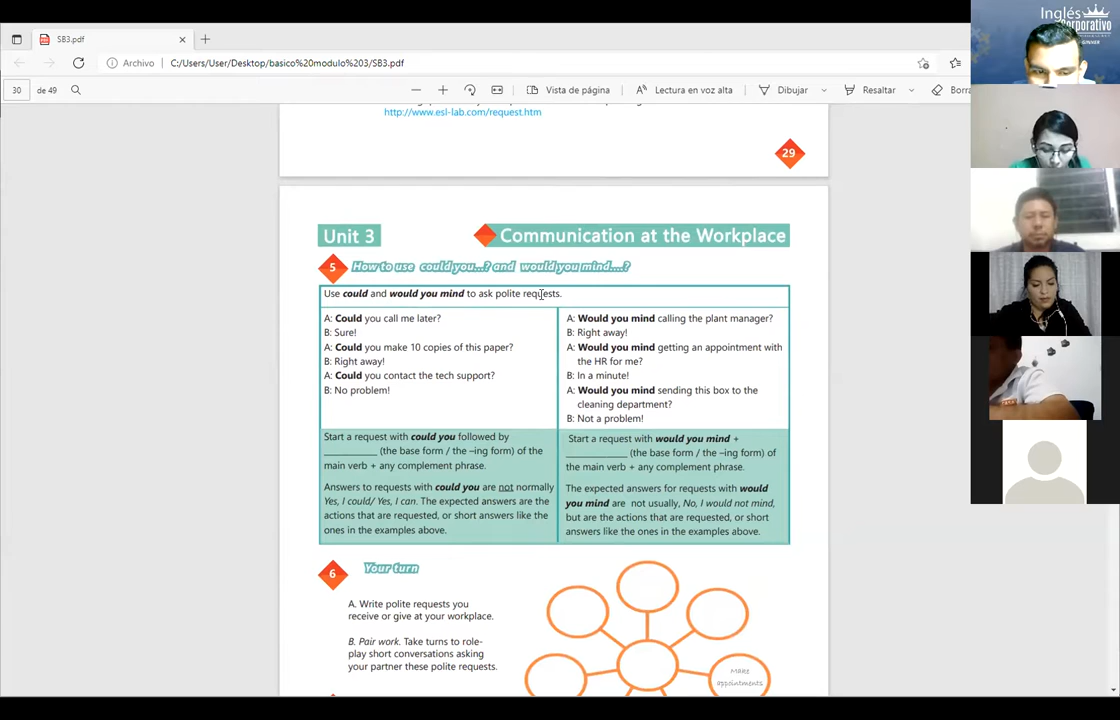 SB3.pdf
Archivo
C:/Users/User/Desktop/basico%20modulo%203/SB3.pdf
30
de 49
Vista de página
Lectura en voz alta
Dibujar
Resaltar
Borra
Inglés
Corporativo
GINHER
http://www.esl-lab.com/request.htm
29
Unit 3
Communication at the Workplace
5
How to use could you...? and would you mind....?
Use could and would you mind to ask polite requests.
A: Could you call me later?
B: Sure!
A: Could you make 10 copies of this paper?
B: Right away!
A: Could you contact the tech support?
B: No problem!
A: Would you mind calling the plant manager?
B: Right away!
A: Would you mind getting an appointment with
the HR for me?
B: In a minute!
A: Would you mind sending this box to the
cleaning department?
B: Not a problem!
Start a request with could you followed by
__________ (the base form / the –ing form) of the
main verb + any complement phrase.
Answers to requests with could you are not normally
Yes, I could/ Yes, I can. The expected answers are the
actions that are requested, or short answers like the
ones in the examples above.
Start a request with would you mind +
___________ (the base form / the –ing form) of
the main verb + any complement phrase.
The expected answers for requests with would
you mind are not usually, No, I would not mind,
but are the actions that are requested, or short
answers like the ones in the examples above.
6
Your turn
A. Write polite requests you
receive or give at your workplace.
B. Pair work. Take turns to role-
play short conversations asking
your partner these polite requests.
Make
appointments